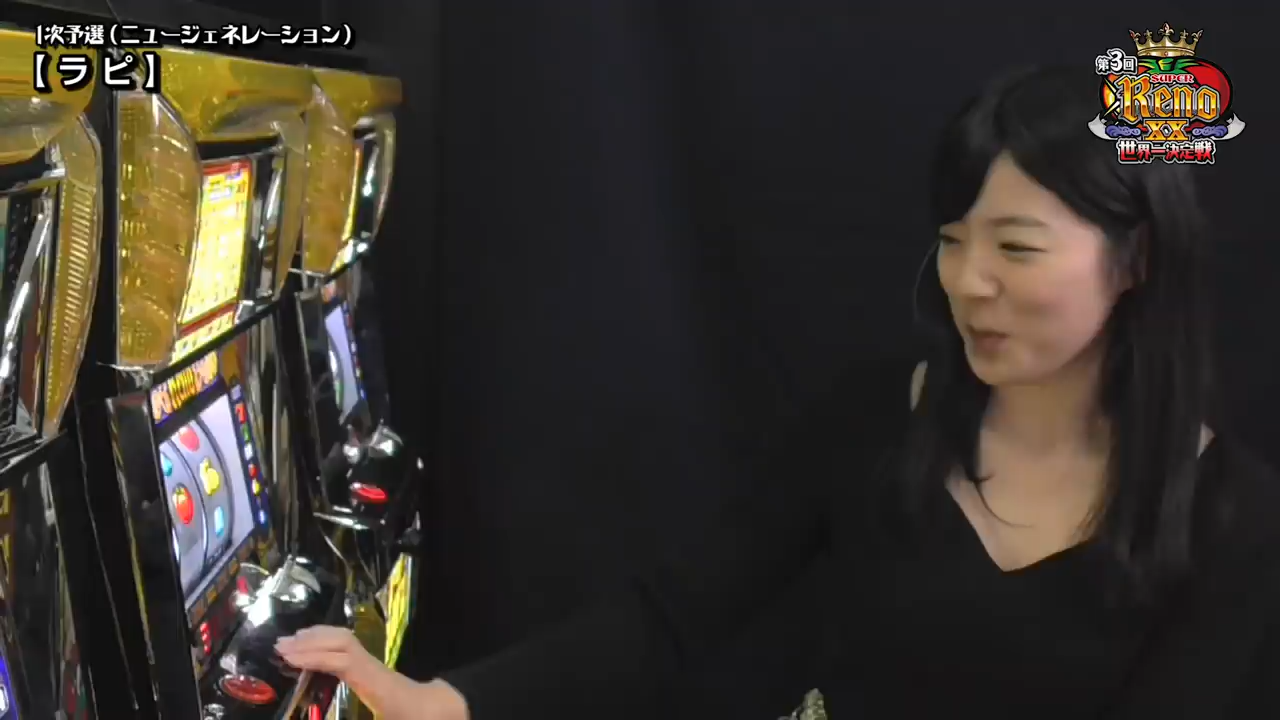 1次予選(ニュージェネレーション)
【ラピ】
第3回
SUPER
Reno
XX
世界一決定戦